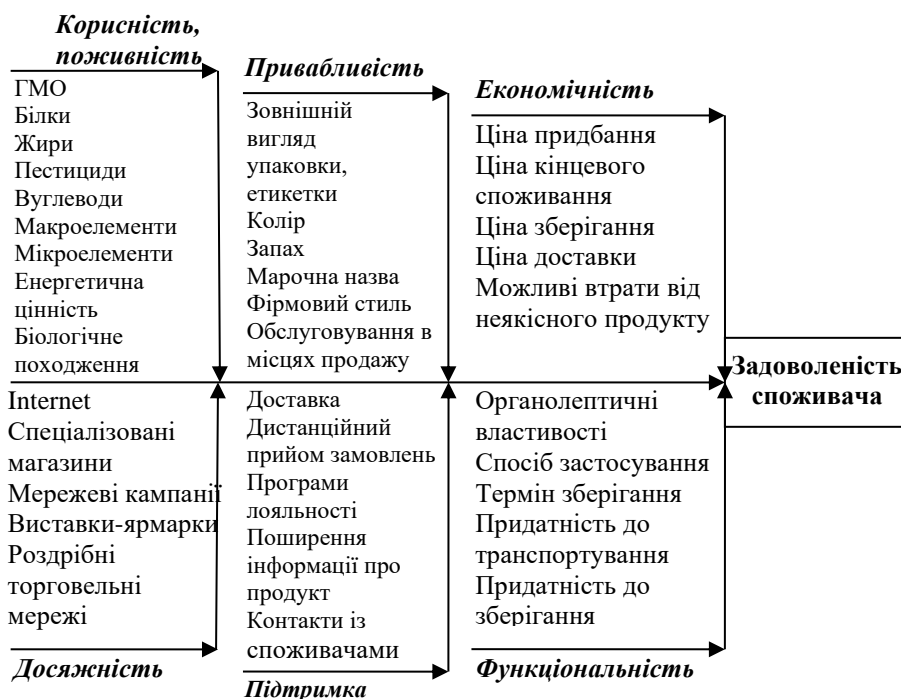 Корисність,
поживність
ГМО
Білки
Жири
Пестициди
Вуглеводи
Макроелементи
Мікроелементи
Енергетична
цінність
Біологічне
походження
Привабливість
Зовнішній
вигляд
упаковки,
етикетки
Колір
Запах
Марочна назва
Фірмовий стиль
Обслуговування в
місцях продажу
Економічність
Ціна придбання
Ціна кінцевого
споживання
Ціна зберігання
Ціна доставки
Можливі втрати від
неякісного продукту
Задоволеність
споживача
Internet
Спеціалізовані
магазини
Мережеві кампанії
Виставки-ярмарки
Роздрібні
торговельні
мережі
Досяжність
Доставка
Дистанційний
прийом замовлень
Програми
лояльності
Поширення
інформації про
продукт
Контакти із
споживачами
Підтримка
Органолептичні
властивості
Спосіб застосування
Термін зберігання
Придатність до
транспортування
Придатність до
зберігання
Функціональність